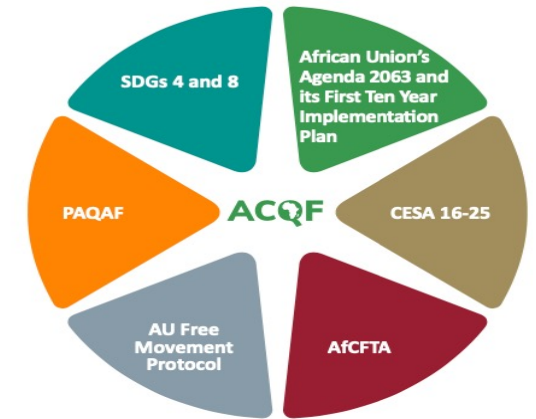 SDGs 4 and 8
African Union's
Agenda 2063 and
its First Ten Year
Implementation
Plan
PAQAF
ACQF
CESA 16-25
AU Free
Movement
Protocol
AfCFTA